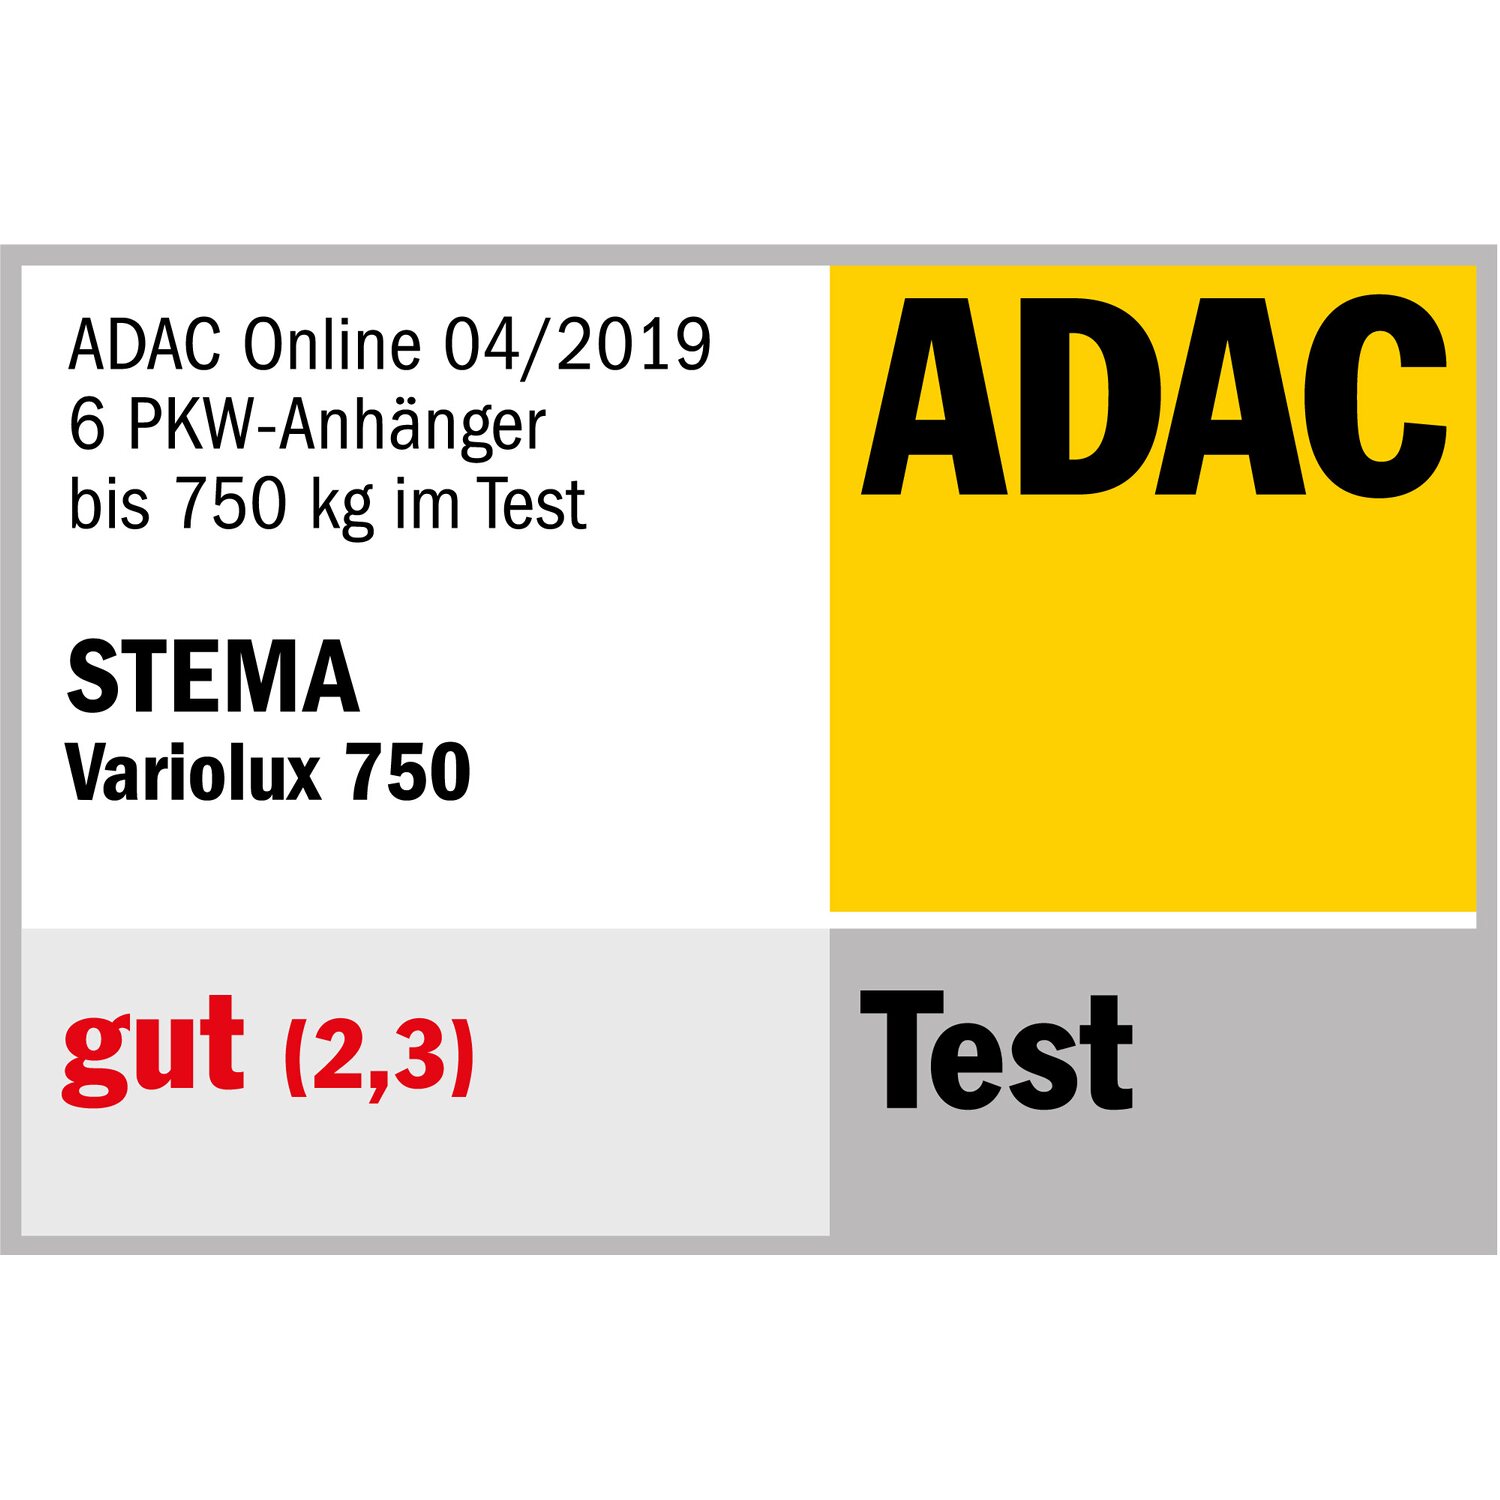 ADAC Online 04/2019
6 PKW-Anhänger
bis 750 kg im Test
STEMA
Variolux 750
gut (2,3)
ADAC
Test